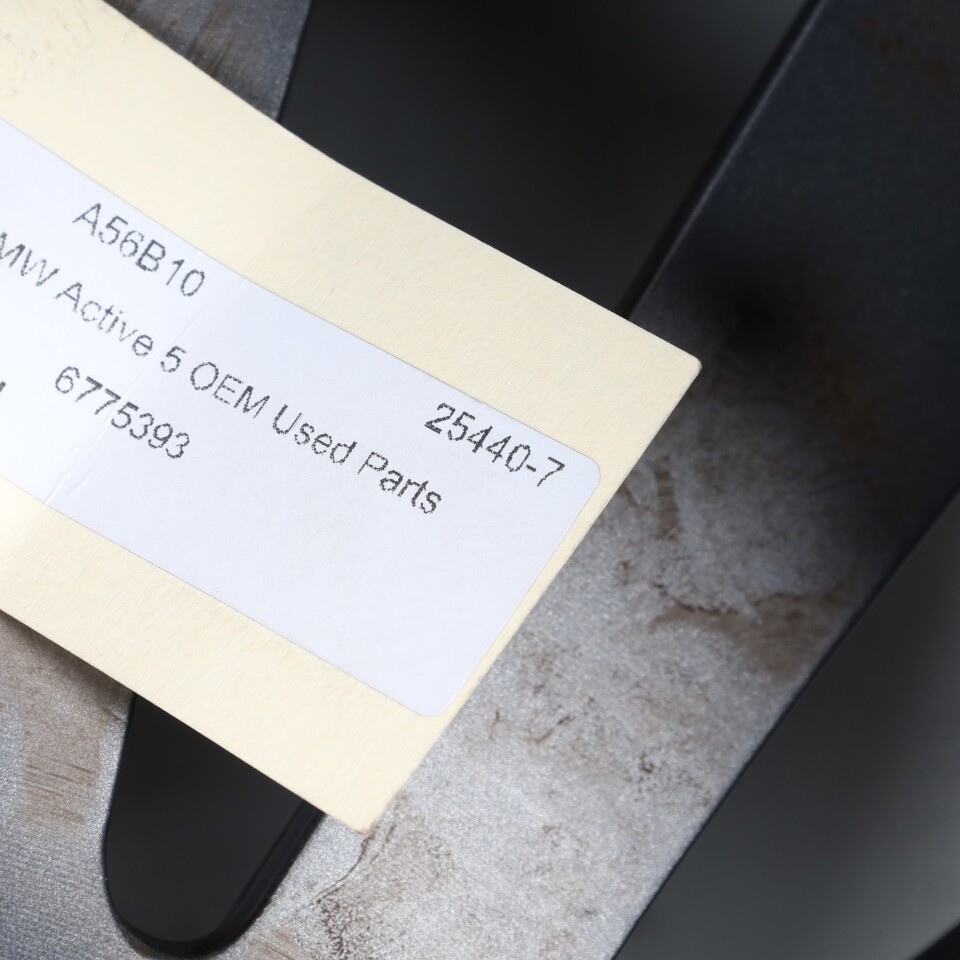 A56B10
MW Active 5 OEM Used Parts
6775393
25440-7